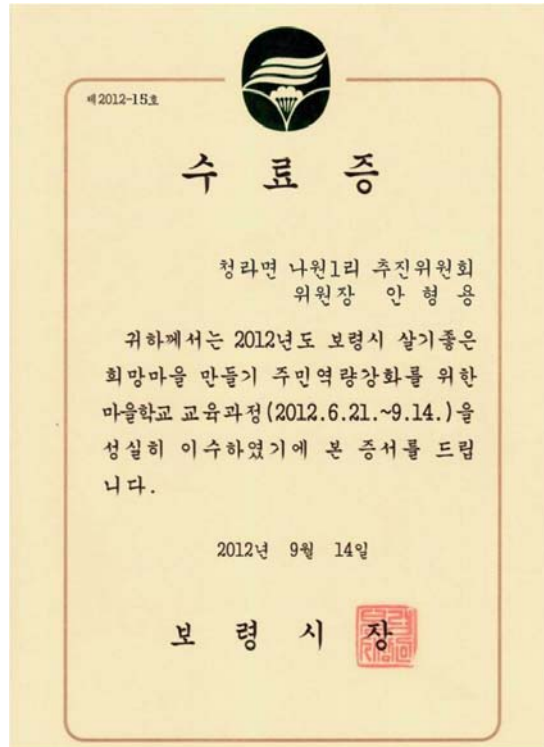 제2012-15호
수 료 증
청라면 나원1리 추진위원회
위원장 안 형 용
귀하께서는 2012년도 보령시 살기좋은
희망마을 만들기 주민역량강화를 위한
마을학교 교육과정(2012.6.21.~9.14.)을
성실히 이수하였기에 본 증서를 드립
니다.
2012년 9월 14일
보 령 시 장